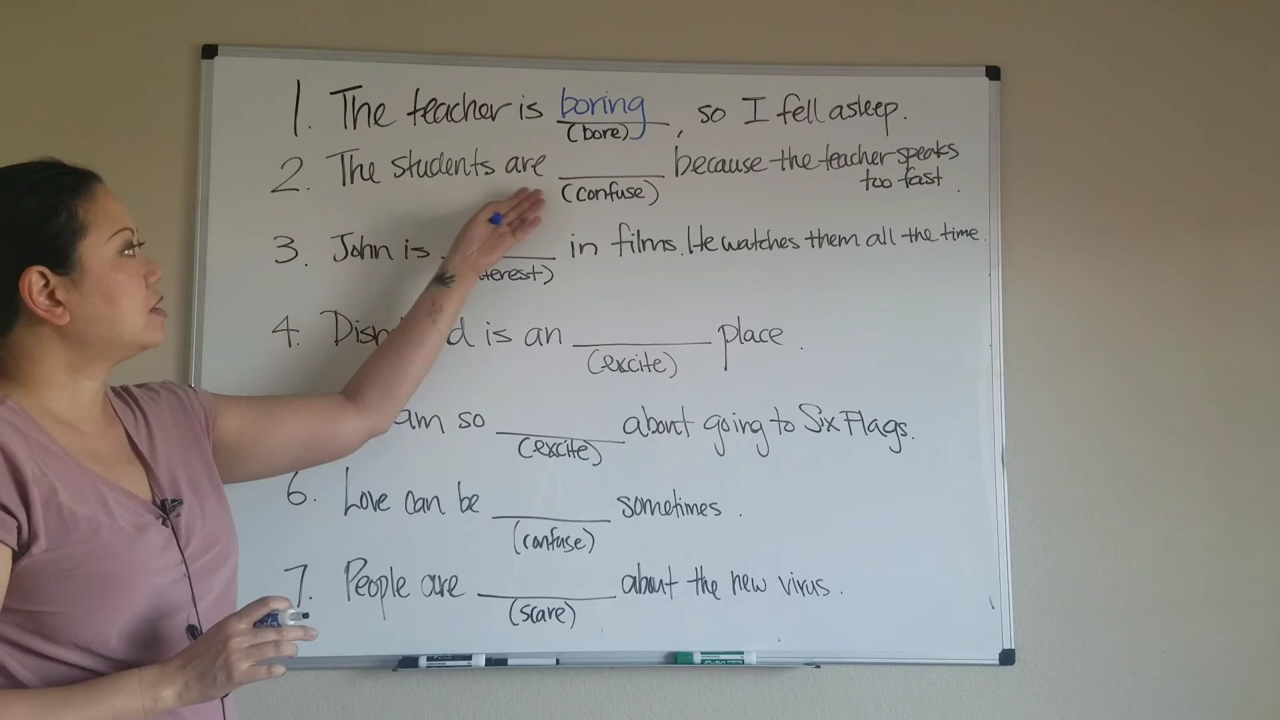 1. The teacher is boring, so I fell asleep.
(bore)
2. The students are ______ because the teacher speaks
(confuse) too fast.
3. John is ______ in films. He watches them all the time.
4. is an ______ place.
(excite)
am so ______ about going to Six Flags.
(excite)
6. Love can be ______ sometimes.
(confuse)
7. People are ______ about the new virus.
(scare)